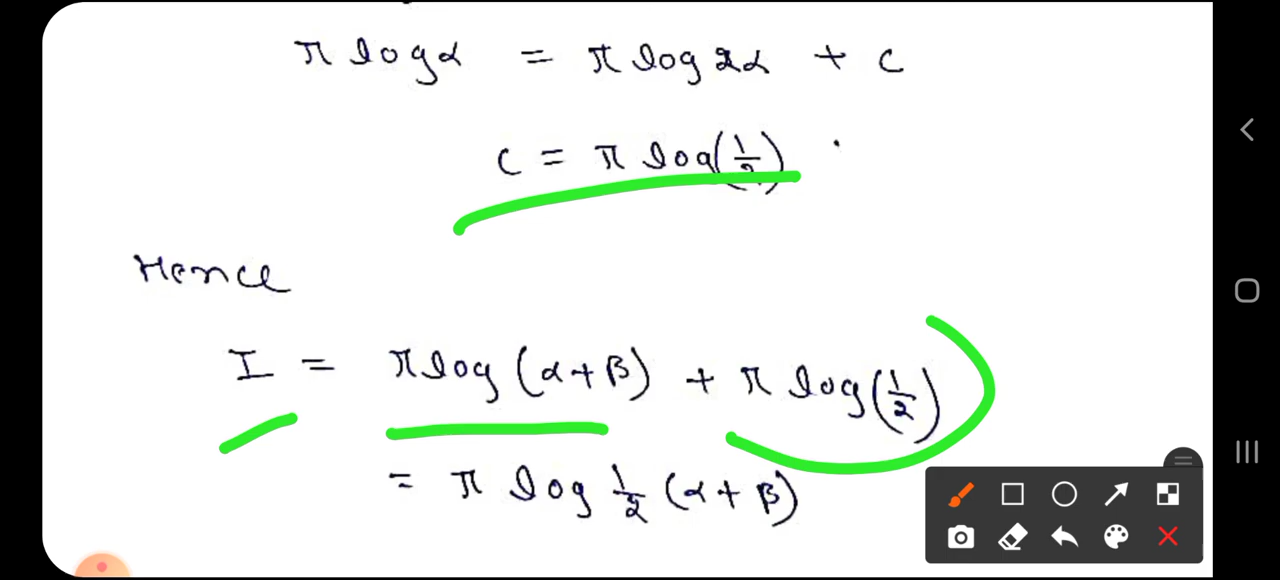 π log α = π log 2α + c
c = π log(1/2) .
Hence
I = π log (α+β) + π log(1/2)
= π log 1/2 (α+β)